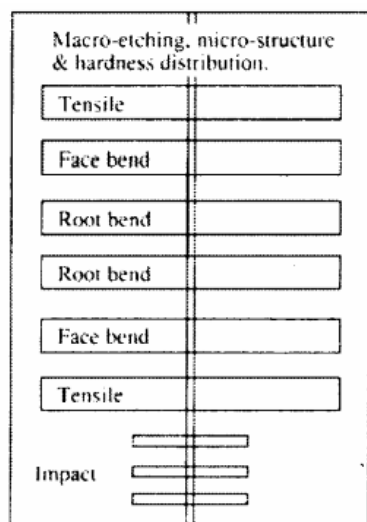 Macro-etching, micro-structure
& hardness distribution.
Tensile
Face bend
Root bend
Root bend
Face bend
Tensile
Impact